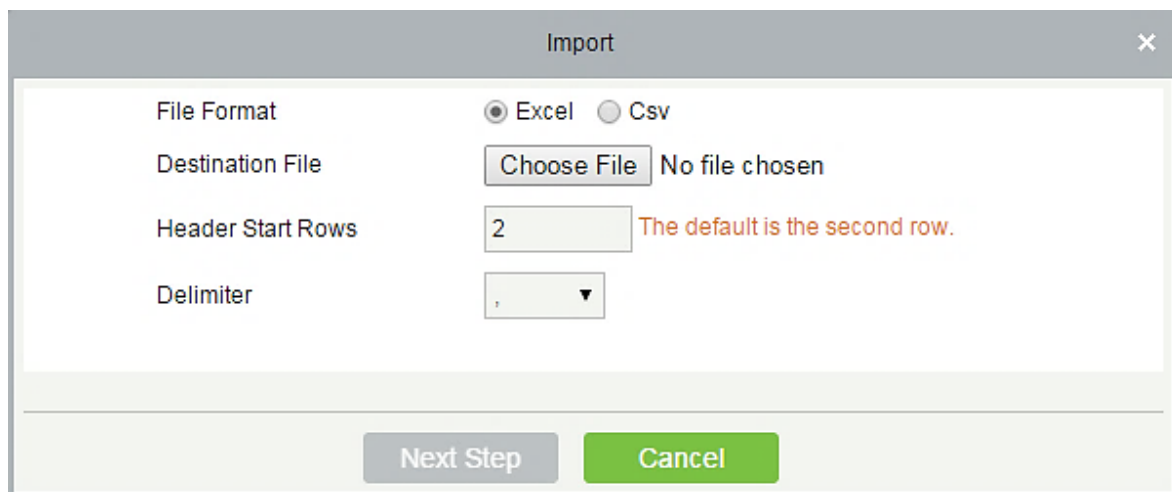 Import
File Format Excel Csv
Destination File Choose File No file chosen
Header Start Rows 2 The default is the second row.
Delimiter ,
Next Step Cancel